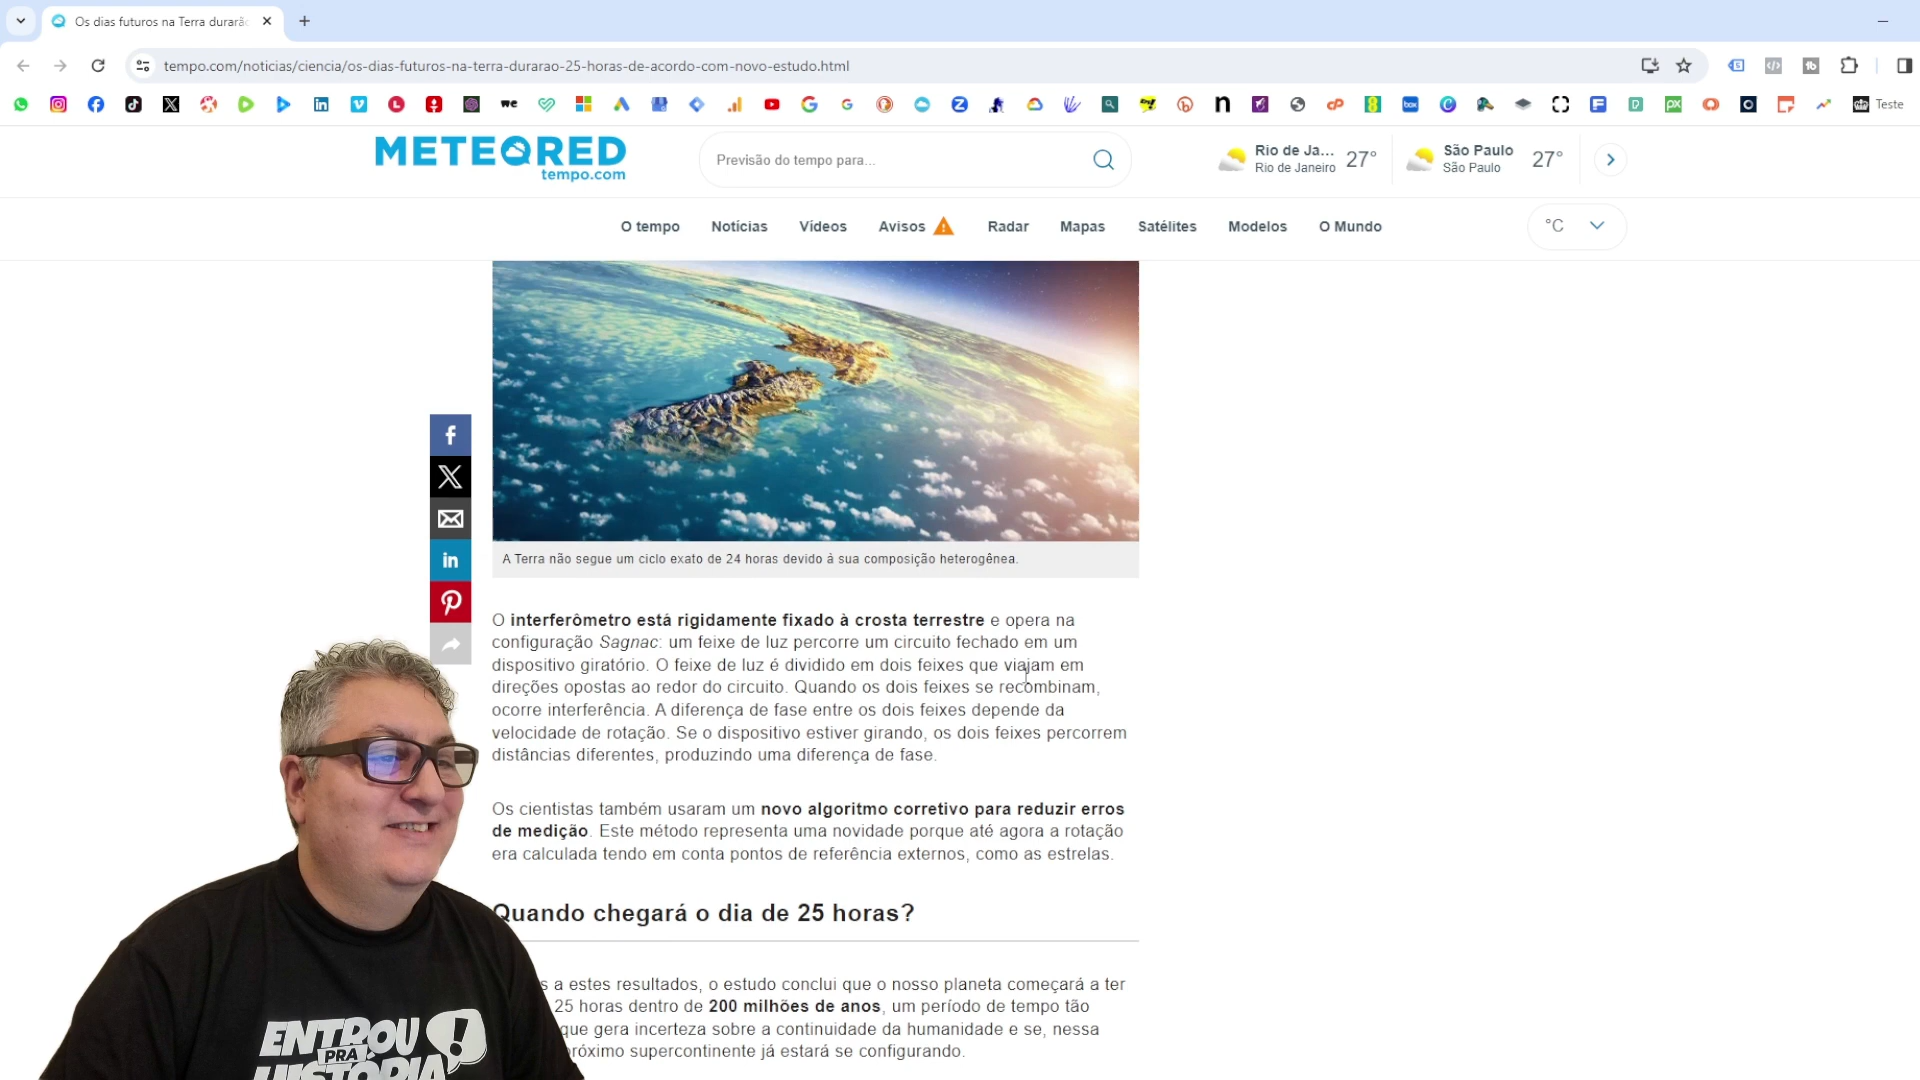 Os dias futuros na Terra durarão
tempo.com/noticias/ciencia/os-dias-futuros-na-terra-durarao-25-horas-de-acordo-com-novo-estudo.html
Teste
METEORED
tempo.com
Previsão do tempo para...
Rio de Ja...
Rio de Janeiro
27°
São Paulo
São Paulo
27°
O tempo Notícias Vídeos Avisos Radar Mapas Satélites Modelos O Mundo
°C
A Terra não segue um ciclo exato de 24 horas devido à sua composição heterogênea.
O interferômetro está rigidamente fixado à crosta terrestre e opera na
configuração Sagnac: um feixe de luz percorre um circuito fechado em um
dispositivo giratório. O feixe de luz é dividido em dois feixes que viajam em
direções opostas ao redor do circuito. Quando os dois feixes se recombinam,
ocorre interferência. A diferença de fase entre os dois feixes depende da
velocidade de rotação. Se o dispositivo estiver girando, os dois feixes percorrem
distâncias diferentes, produzindo uma diferença de fase.
Os cientistas também usaram um novo algoritmo corretivo para reduzir erros
de medição. Este método representa uma novidade porque até agora a rotação
era calculada tendo em conta pontos de referência externos, como as estrelas.
Quando chegará o dia de 25 horas?
s a estes resultados, o estudo conclui que o nosso planeta começará a ter
25 horas dentro de 200 milhões de anos, um período de tempo tão
que gera incerteza sobre a continuidade da humanidade e se, nessa
próximo supercontinente já estará se configurando.
ENTROU
PRA
HISTÓRIA